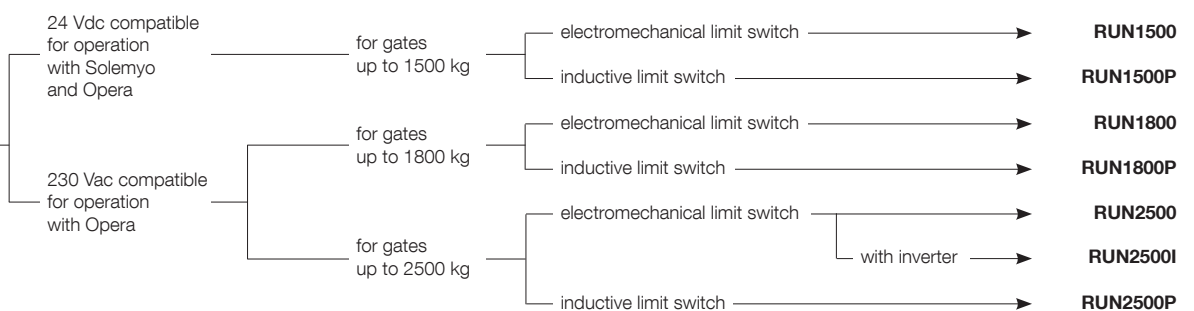 24 Vdc compatible
for operation
with Solemyo
and Opera
for gates
up to 1500 kg
electromechanical limit switch
RUN1500
inductive limit switch
RUN1500P
230 Vac compatible
for operation
with Opera
for gates
up to 1800 kg
electromechanical limit switch
RUN1800
inductive limit switch
RUN1800P
for gates
up to 2500 kg
electromechanical limit switch
RUN2500
with inverter
RUN2500I
inductive limit switch
RUN2500P